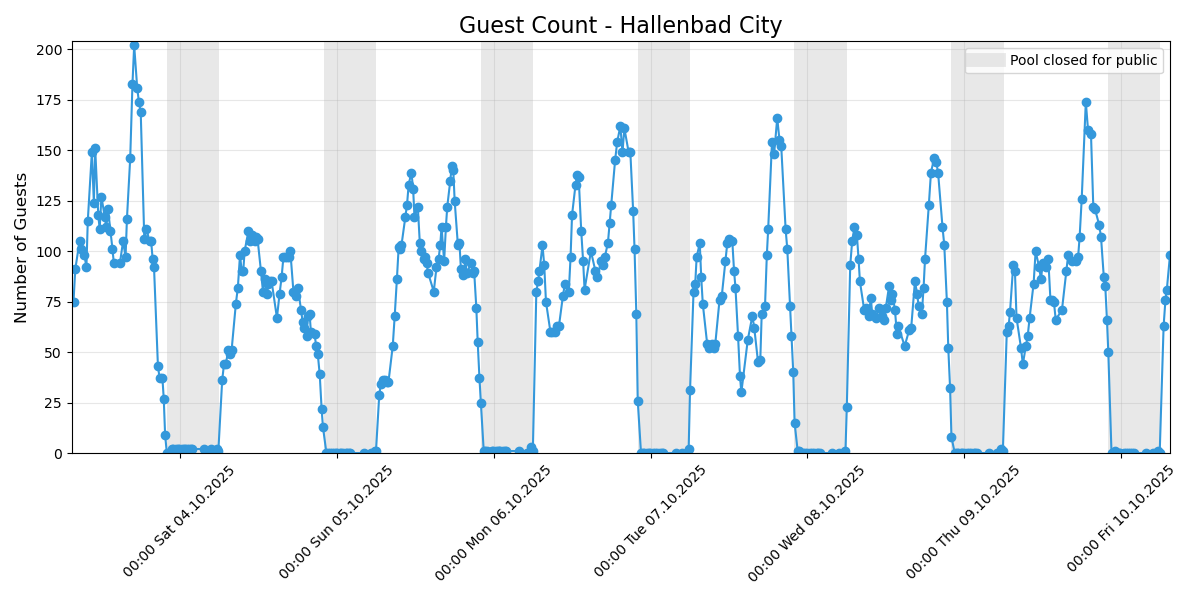 Guest Count - Hallenbad City
Number of Guests
200
175
150
125
100
75
50
25
0
Pool closed for public
00:00 Sat 04.10.2025
00:00 Sun 05.10.2025
00:00 Mon 06.10.2025
00:00 Tue 07.10.2025
00:00 Wed 08.10.2025
00:00 Thu 09.10.2025
00:00 Fri 10.10.2025